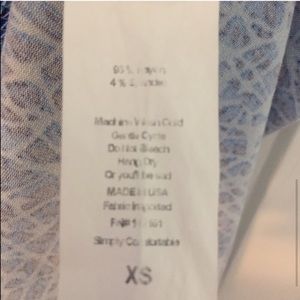 4%
Machine Wash Cold
Gentle Cycle
Do Not Bleach
Hang Dry
Or you'll be sad
MADE IN USA
Fabric Imported
Simply Comfortable
XS